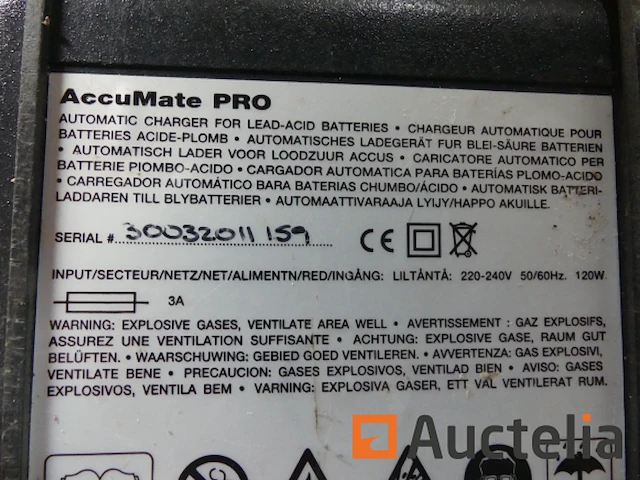 AccuMate PRO
AUTOMATIC CHARGER FOR LEAD-ACID BATTERIES • CHARGEUR AUTOMATIQUE POUR
BATTERIES ACIDE-PLOMB • AUTOMATISCHES LADEGERÄT FUR BLEI-SÄURE BATTERIEN
• AUTOMATISCH LADER VOOR LOODZUUR ACCUS • CARICATORE AUTOMATICO PER
BATTERIE PIOMBO-ACIDO • CARGADOR AUTOMATICA PARA BATERÍAS PLOMO-ACIDO
• CARREGADOR AUTOMÁTICO BARA BATERIAS CHUMBO/ÁCIDO • AUTOMATISK BATTERI-
LADDAREN TILL BLYBATTERIER • AUTOMAATTIVARAAJA LYIJY/HAPPO AKUILLE.
SERIAL # 30032011 159 CE
INPUT/SECTEUR/NETZ/NET/ALIMENTN/RED/INGÅNG: LILTÄNTÄ: 220-240V 50/60Hz. 120W
3A
WARNING: EXPLOSIVE GASES, VENTILATE AREA WELL • AVERTISSEMENT : GAZ EXPLOSIFS,
ASSUREZ UNE VENTILATION SUFFISANTE • ACHTUNG: EXPLOSIVE GASE, RAUM GUT
BELÜFTEN. • WAARSCHUWING: GEBIED GOED VENTILEREN. • AVVERTENZA: GAS EXPLOSIVI,
VENTILATE BENE • PRECAUCION: GASES EXPLOSIVOS, VENTILAD BIEN • AVISO: GASES
EXPLOSIVOS, VENTILA BEM • VARNING: EXPLOSIVA GASER, ETT VAL VENTILERAT RUM.
Auctelia